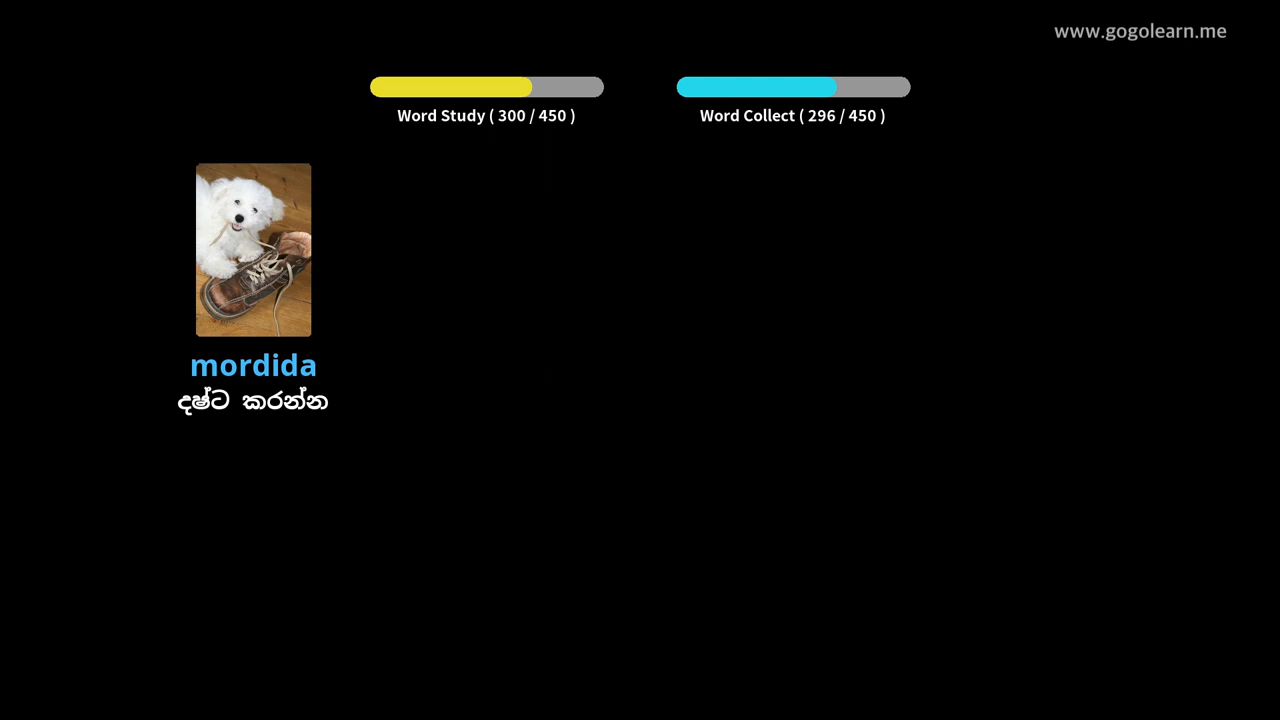 www.gogolearn.me
Word Study ( 300 / 450 )
Word Collect ( 296 / 450 )
mordida
දෂ්ට කරන්න